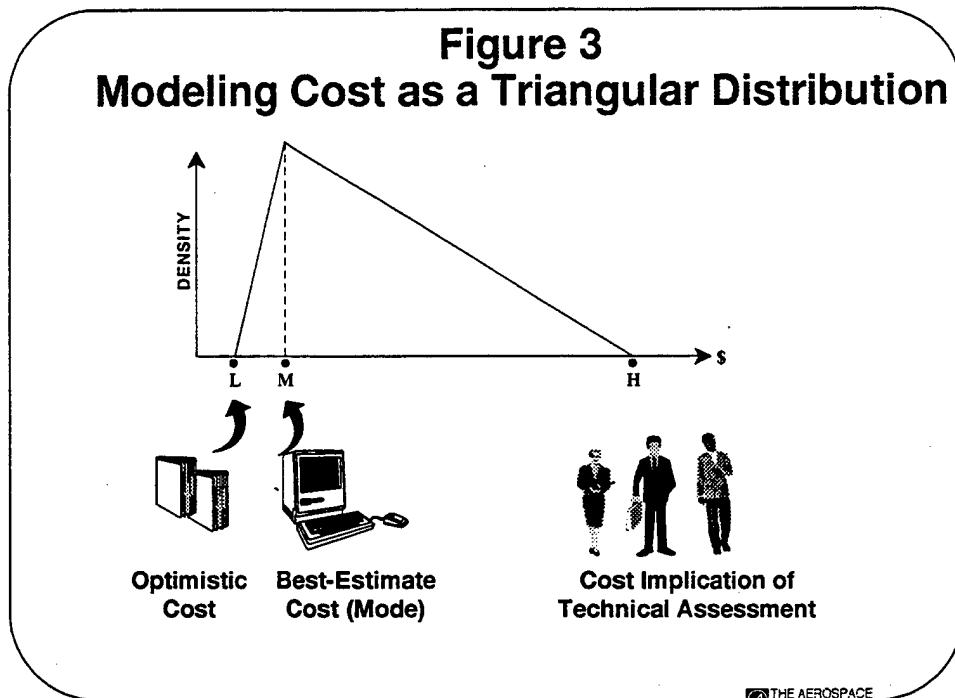 Figure 3
Modeling Cost as a Triangular Distribution
DENSITY
$
L M H
Optimistic Best-Estimate Cost Implication of
Cost Cost (Mode) Technical Assessment
THE AEROSPACE